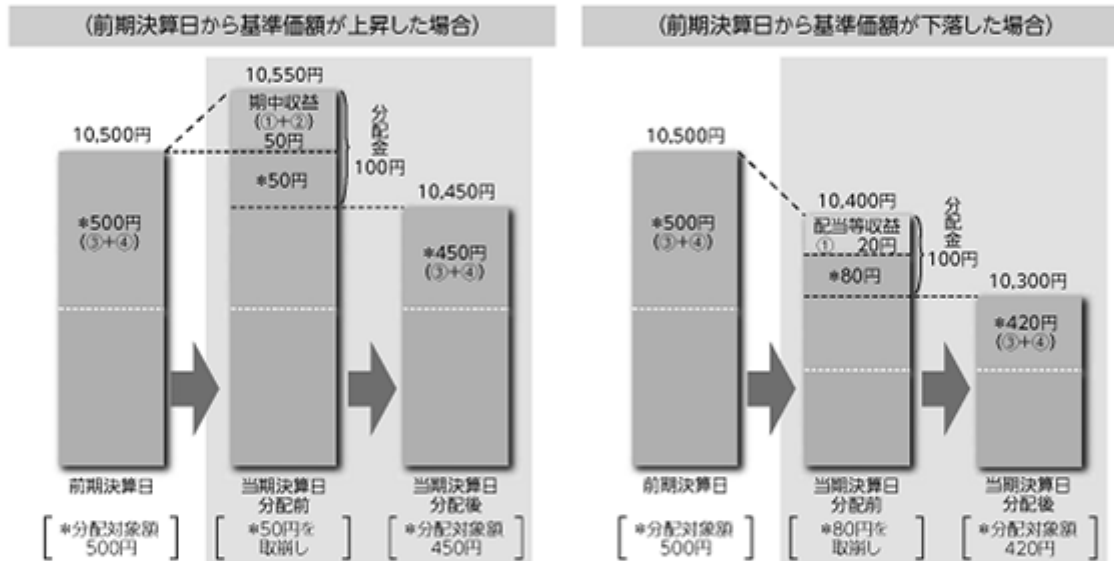 (前期決算日から基準価額が上昇した場合)
10,500円
*500円
(③+④)
10,550円
期中収益
(①+②)
50円
*50円
分配金
100円
10,450円
*450円
(③+④)
前期決算日
当期決算日
分配前
当期決算日
分配後
*分配対象額
500円
*50円を
取崩し
*分配対象額
450円
(前期決算日から基準価額が下落した場合)
10,500円
*500円
(③+④)
10,400円
配当等収益
① 20円
*80円
分配金
100円
10,300円
*420円
(③+④)
前期決算日
当期決算日
分配前
当期決算日
分配後
*分配対象額
500円
*80円を
取崩し
*分配対象額
420円